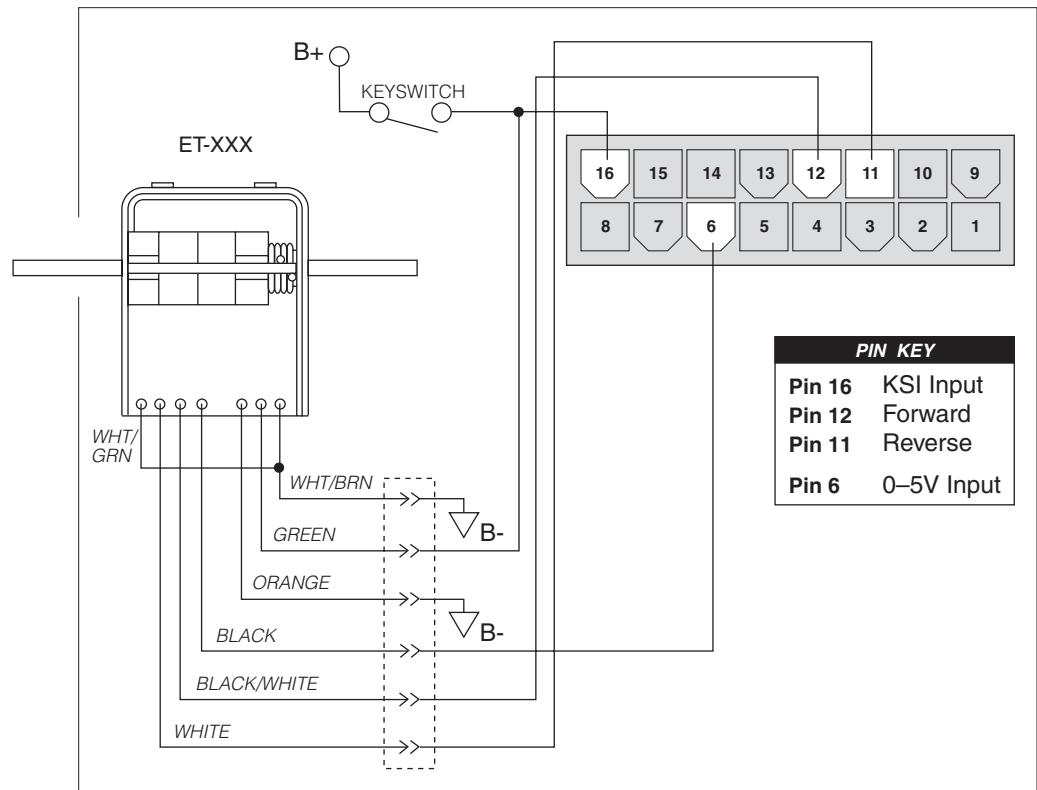 B+
KEYSWITCH
ET-XXX
16 15 14 13 12 11 10 9
8 7 6 5 4 3 2 1
PIN KEY
Pin 16 KSI Input
Pin 12 Forward
Pin 11 Reverse
Pin 6 0–5V Input
WHT/
GRN
WHT/BRN
B-
GREEN
ORANGE
B-
BLACK
BLACK/WHITE
WHITE